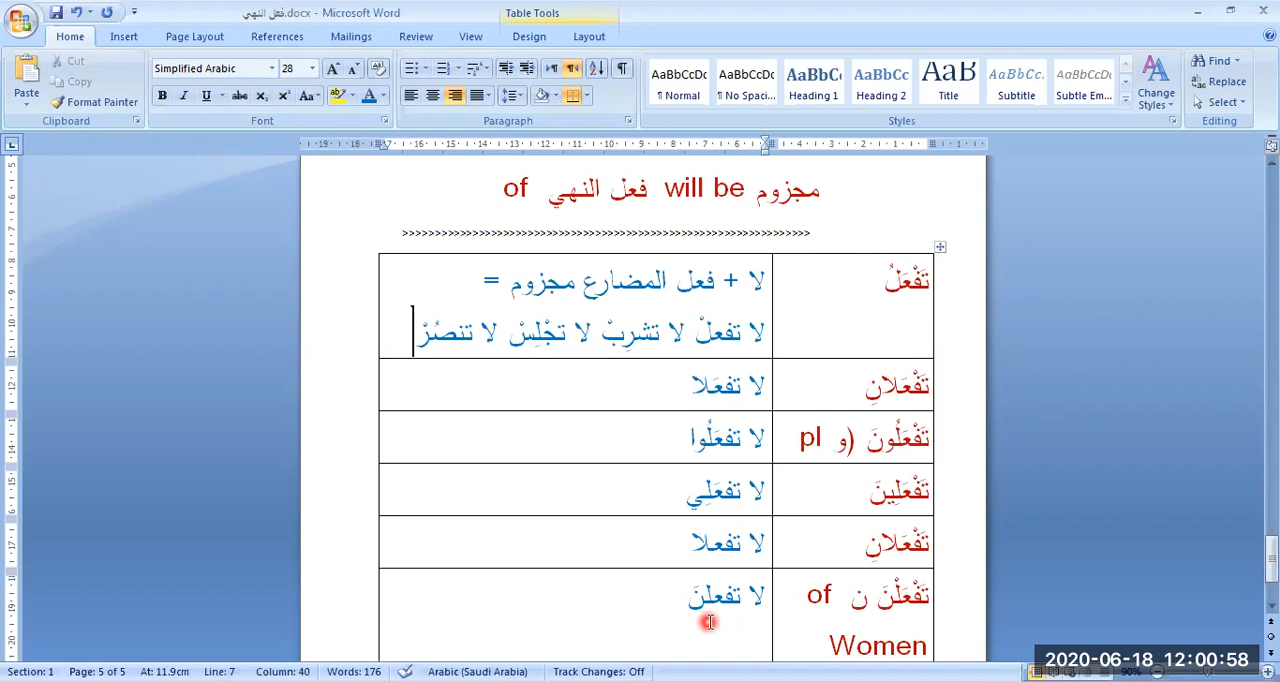 فعل النهي.docx - Microsoft Word
Table Tools
Home Insert Page Layout References Mailings Review View Design Layout
Paste
Cut
Copy
Format Painter
Clipboard
Simplified Arabic 28
Font
Paragraph
AaBbCcDc AaBbCcDc AaBbCc AaBbCc AaB AaBbCc. AaBbCcDc
¶ Normal ¶ No Spaci... Heading 1 Heading 2 Title Subtitle Subtle Em...
Change Styles
Styles
Find
Replace
Select
Editing
مجزوم will be فعل النهي of
>>>>>>>>>>>>>>>>>>>>>>>>>>>>>>>>>>>>>>>>>>>>>>>>>>>>>>>>>>>>>>>
تَفْعَلُ
لا + فعل المضارع مجزوم =
لا تفعلْ لا تشرِبْ لا تجْلِسْ لا تنصُرْ
تَفْعَلانِ
لا تفعَلا
تَفْعَلُونَ (و pl
لا تفعَلُوا
تَفْعَلِينَ
لا تفعَلِي
تَفْعَلانِ
لا تفعلا
تَفْعَلْنَ ن of
Women
لا تفعلنَ
Section: 1 Page: 5 of 5 At: 11.9cm Line: 7 Column: 40 Words: 176 Arabic (Saudi Arabia) Track Changes: Off 90%
2020-06-18 12:00:58